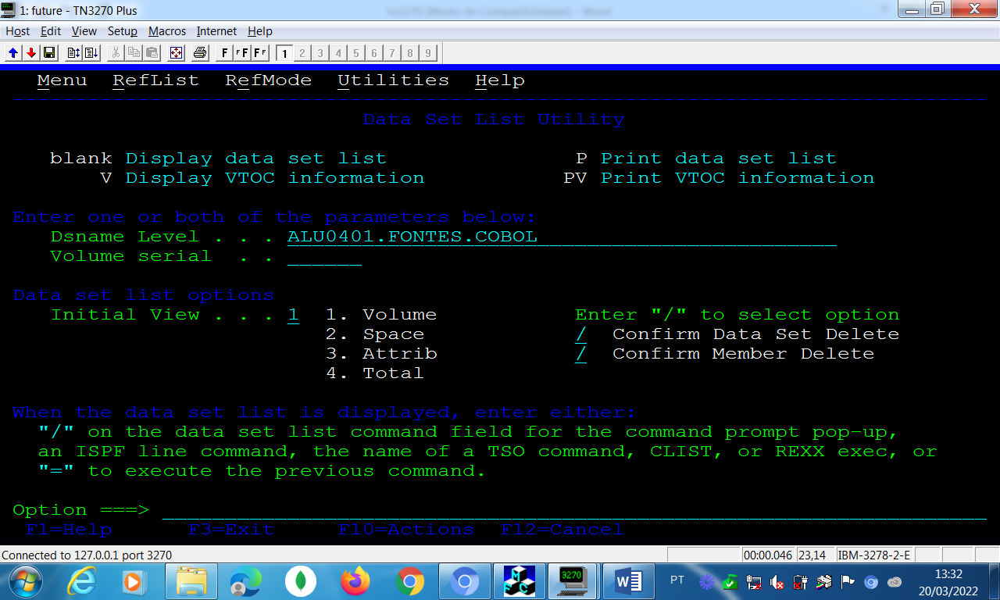 1: future - TN3270 Plus
Host Edit View Setup Macros Internet Help
F F F F F 1 2 3 4 5 6 7 8 9
Menu RefList RefMode Utilities Help
Data Set List Utility
blank Display data set list P Print data set list
V Display VTOC information PV Print VTOC information
Enter one or both of the parameters below:
Dsname Level . . . ALU0401.FONTES.COBOL
Volume serial . .
Data set list options
Initial View . . . 1 1. Volume Enter "/" to select option
2. Space / Confirm Data Set Delete
3. Attrib / Confirm Member Delete
4. Total
When the data set list is displayed, enter either:
"/" on the data set list command field for the command prompt pop-up,
an ISPF line command, the name of a TSO command, CLIST, or REXX exec, or
"=" to execute the previous command.
Option ===>
F1=Help F3=Exit F10=Actions F12=Cancel
Connected to 127.0.0.1 port 3270 00:00.046 23,14 IBM-3278-2-E
3270 W PT 13:32
20/03/2022